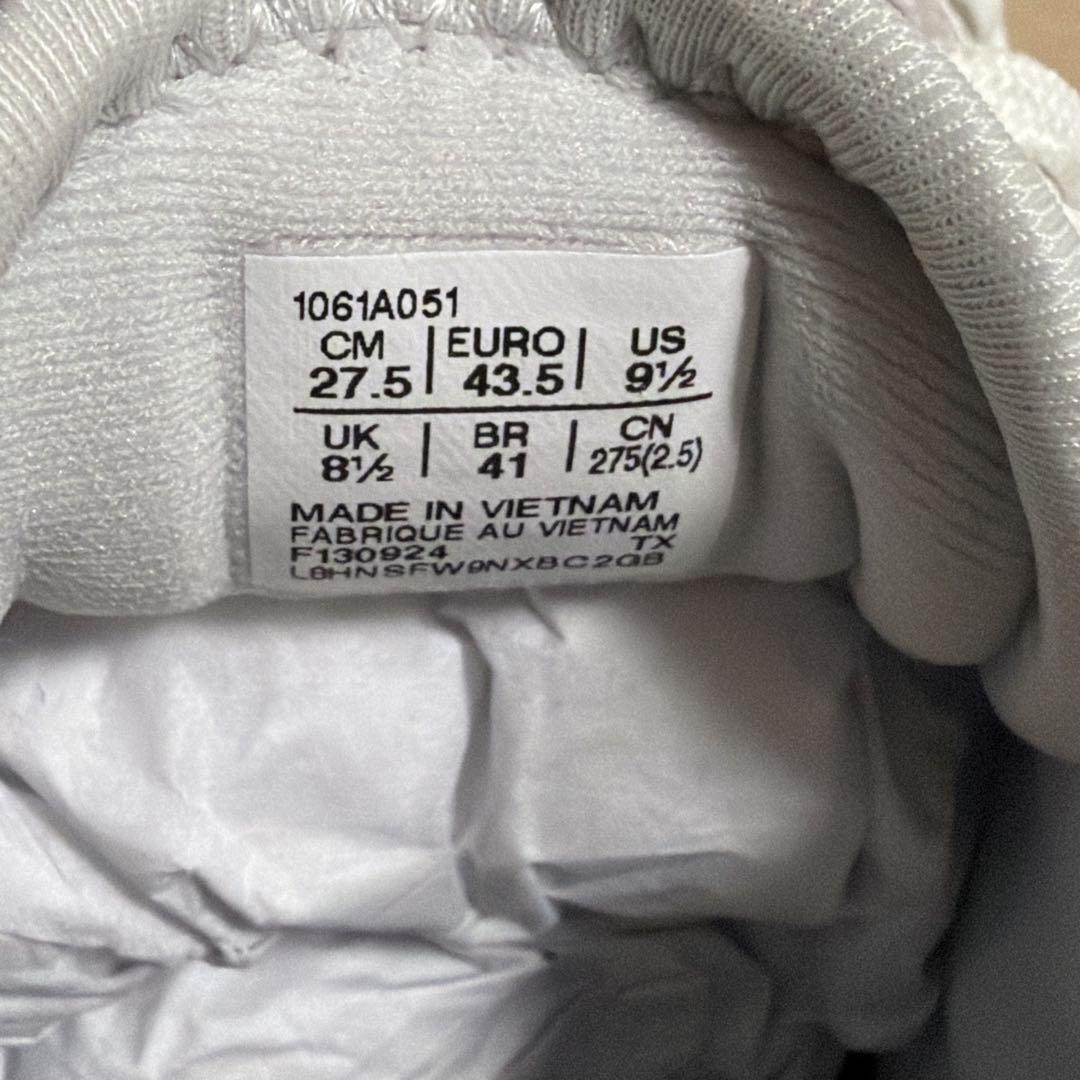 1061A051
CM | EURO | US
27.5 | 43.5 | 9½
UK | BR | CN
8½ | 41 | 275(2.5)
MADE IN VIETNAM
FABRIQUE AU VIETNAM
F130924 TX